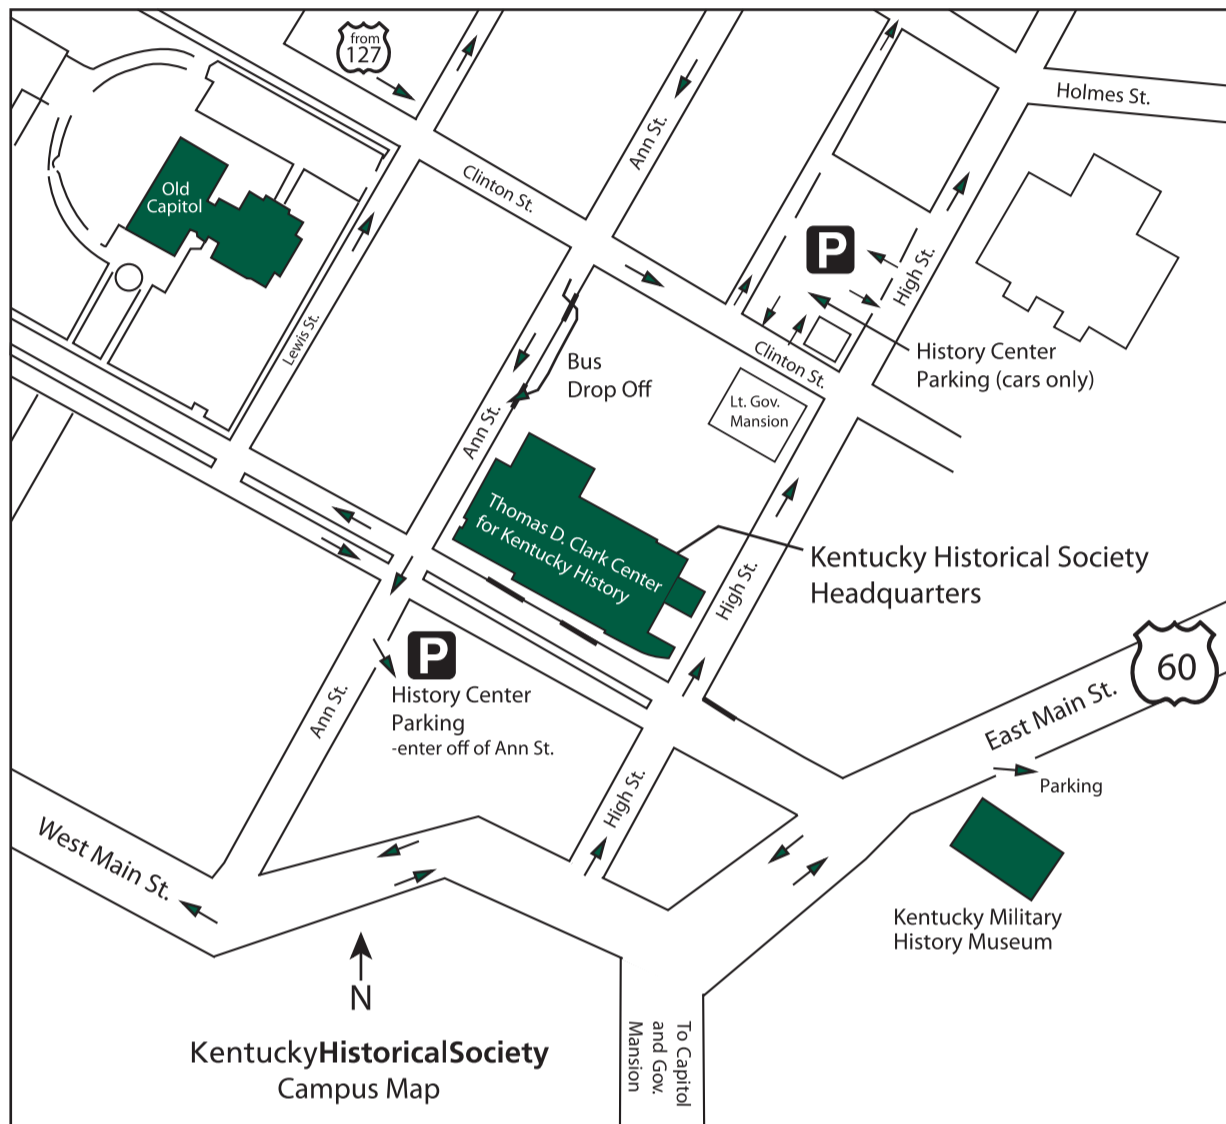 from
127
Holmes St.
Ann St.
Clinton St.
Old
Capitol
P
High St.
Lewis St.
History Center
Parking (cars only)
Clinton St.
Bus
Drop Off
Lt. Gov.
Mansion
Ann St.
Thomas D. Clark Center
for Kentucky History
Kentucky Historical Society
Headquarters
High St.
P
60
History Center
Parking
-enter off of Ann St.
Ann St.
East Main St.
Parking
High St.
West Main St.
Kentucky Military
History Museum
N
KentuckyHistoricalSociety
Campus Map
To Capitol
and Gov.
Mansion